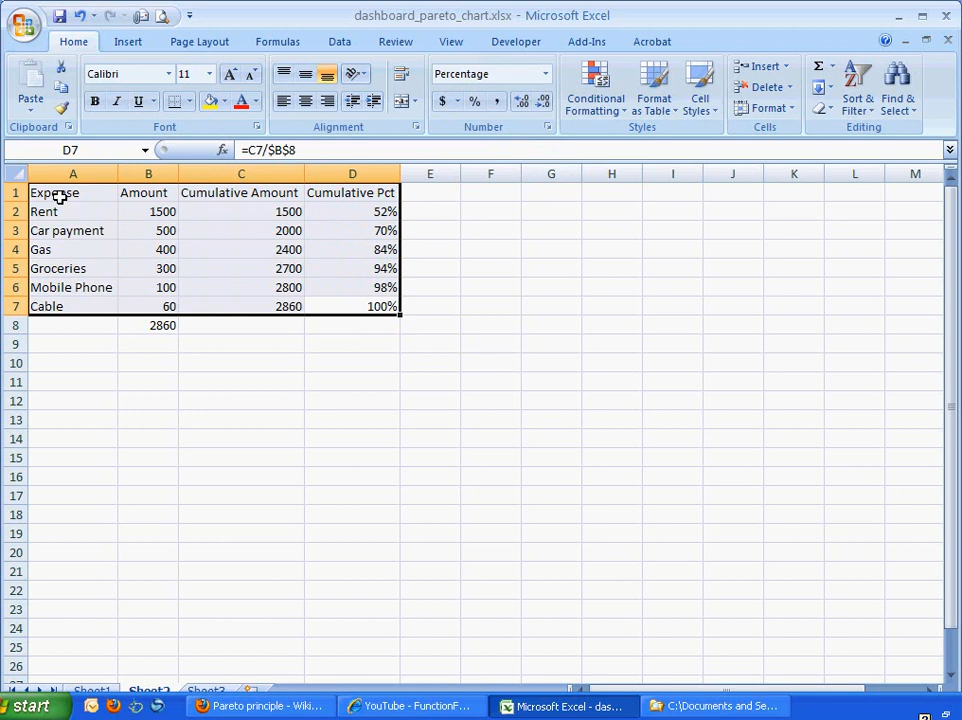 dashboard_pareto_chart.xlsx - Microsoft Excel
Home Insert Page Layout Formulas Data Review View Developer Add-Ins Acrobat
Paste
Calibri 11
B I U
Percentage
$ % ,
Conditional Formatting
Format as Table
Cell Styles
Insert
Delete
Format
Σ
Sort & Filter
Find & Select
Clipboard Font Alignment Number Styles Cells Editing
D7 fx =C7/$B$8
A B C D E F G H I J K L M
1 Expense Amount Cumulative Amount Cumulative Pct
2 Rent 1500 1500 52%
3 Car payment 500 2000 70%
4 Gas 400 2400 84%
5 Groceries 300 2700 94%
6 Mobile Phone 100 2800 98%
7 Cable 60 2860 100%
8 2860
9
10
11
12
13
14
15
16
17
18
19
20
21
22
23
24
25
26
Sheet1 Sheet2 Sheet3
start Pareto principle - Wiki... YouTube - FunctionF... Microsoft Excel - das... C:\Documents and Se...